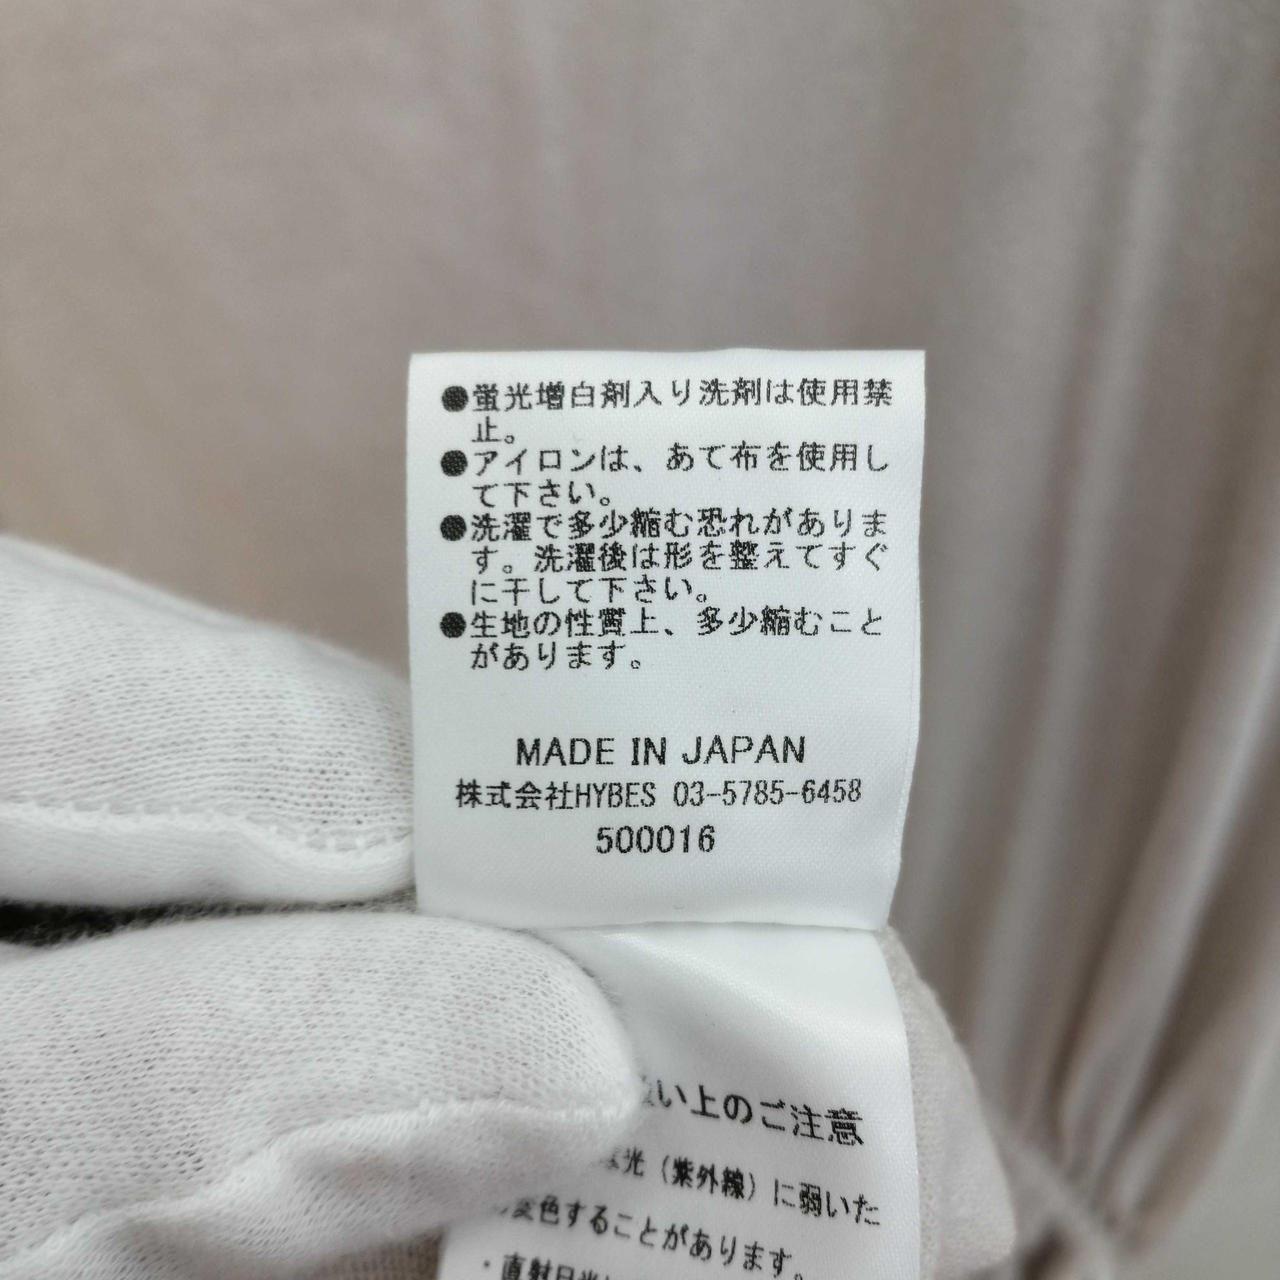 ●蛍光増白剤入り洗剤は使用禁
止。
●アイロンは、あて布を使用し
て下さい。
●洗濯で多少縮む恐れがありま
す。洗濯後は形を整えてすぐ
に干して下さい。
●生地の性質上、多少縮むこと
があります。
MADE IN JAPAN
株式会社HYBES 03-5785-6458
500016
い上のご注意
光（紫外線）に弱いた
変色することがあります。
・直射日光